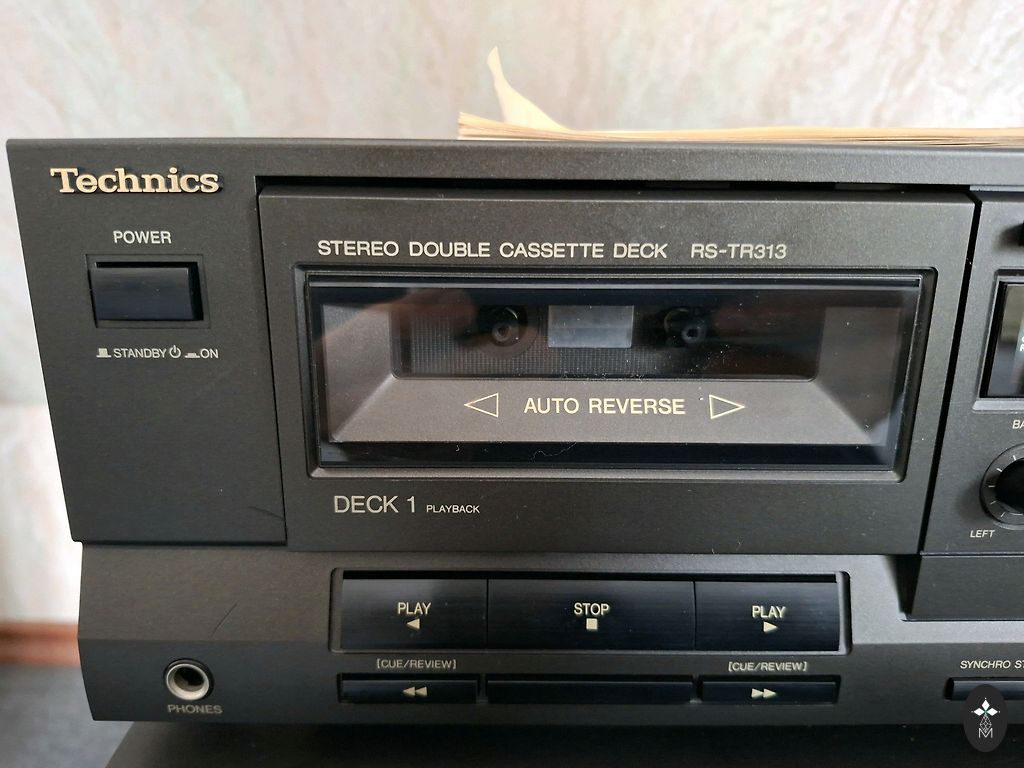 Technics
POWER
STANDBY ON
STEREO DOUBLE CASSETTE DECK RS-TR313
AUTO REVERSE
DECK 1 PLAYBACK
LEFT
PLAY STOP PLAY
[CUE/REVIEW] [CUE/REVIEW]
SYNCHRO
PHONES
M